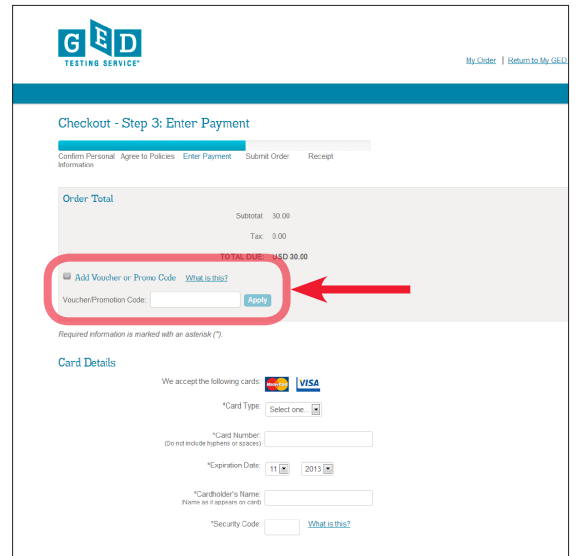 GED
TESTING SERVICE®
My Order | Return to My GED
Checkout - Step 3: Enter Payment
Confirm Personal Information Agree to Policies Enter Payment Submit Order Receipt
Order Total
Subtotal: 30.00
Tax: 0.00
TOTAL DUE: USD 30.00
Add Voucher or Promo Code What is this?
Voucher/Promotion Code: Apply
Required information is marked with an asterisk (*).
Card Details
We accept the following cards: MasterCard VISA
*Card Type: Select one...
*Card Number:
(Do not include hyphens or spaces)
*Expiration Date: 11 2013
*Cardholder's Name:
(Name as it appears on card)
*Security Code: What is this?